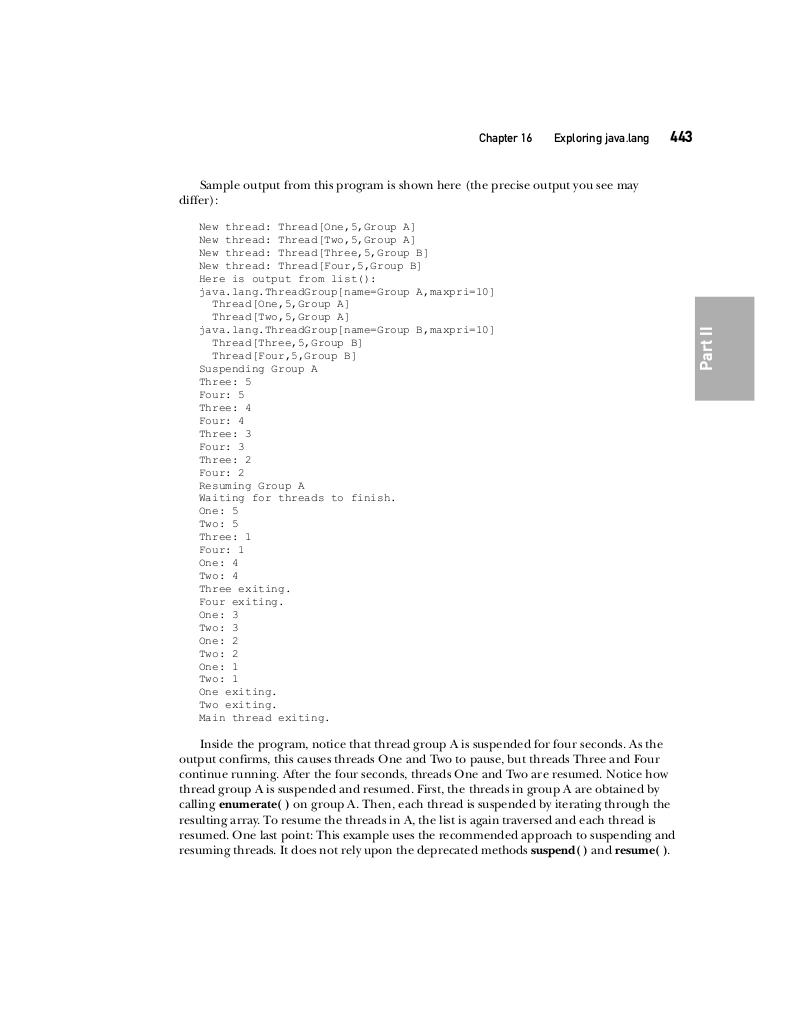 Chapter 16 Exploring java.lang 443
Sample output from this program is shown here (the precise output you see may
differ):
New thread: Thread[One,5,Group A]
New thread: Thread[Two,5,Group A]
New thread: Thread[Three,5,Group B]
New thread: Thread[Four,5,Group B]
Here is output from list():
java.lang.ThreadGroup[name=Group A,maxpri=10]
  Thread[One,5,Group A]
  Thread[Two,5,Group A]
java.lang.ThreadGroup[name=Group B,maxpri=10]
  Thread[Three,5,Group B]
  Thread[Four,5,Group B]
Suspending Group A
Three: 5
Four: 5
Three: 4
Four: 4
Three: 3
Four: 3
Three: 2
Four: 2
Resuming Group A
Waiting for threads to finish.
One: 5
Two: 5
Three: 1
Four: 1
One: 4
Two: 4
Three exiting.
Four exiting.
One: 3
Two: 3
One: 2
Two: 2
One: 1
Two: 1
One exiting.
Two exiting.
Main thread exiting.
Inside the program, notice that thread group A is suspended for four seconds. As the
output confirms, this causes threads One and Two to pause, but threads Three and Four
continue running. After the four seconds, threads One and Two are resumed. Notice how
thread group A is suspended and resumed. First, the threads in group A are obtained by
calling enumerate( ) on group A. Then, each thread is suspended by iterating through the
resulting array. To resume the threads in A, the list is again traversed and each thread is
resumed. One last point: This example uses the recommended approach to suspending and
resuming threads. It does not rely upon the deprecated methods suspend( ) and resume( ).
Part II